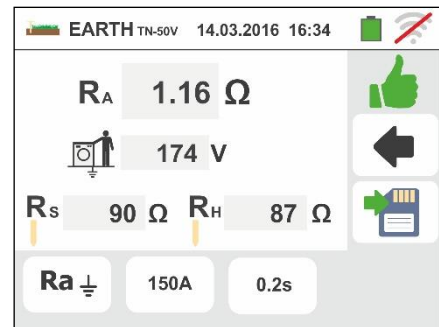 EARTH TN-50V 14.03.2016 16:34
RA 1.16 Ω
174 V
RS 90 Ω RH 87 Ω
Ra 150A 0.2s